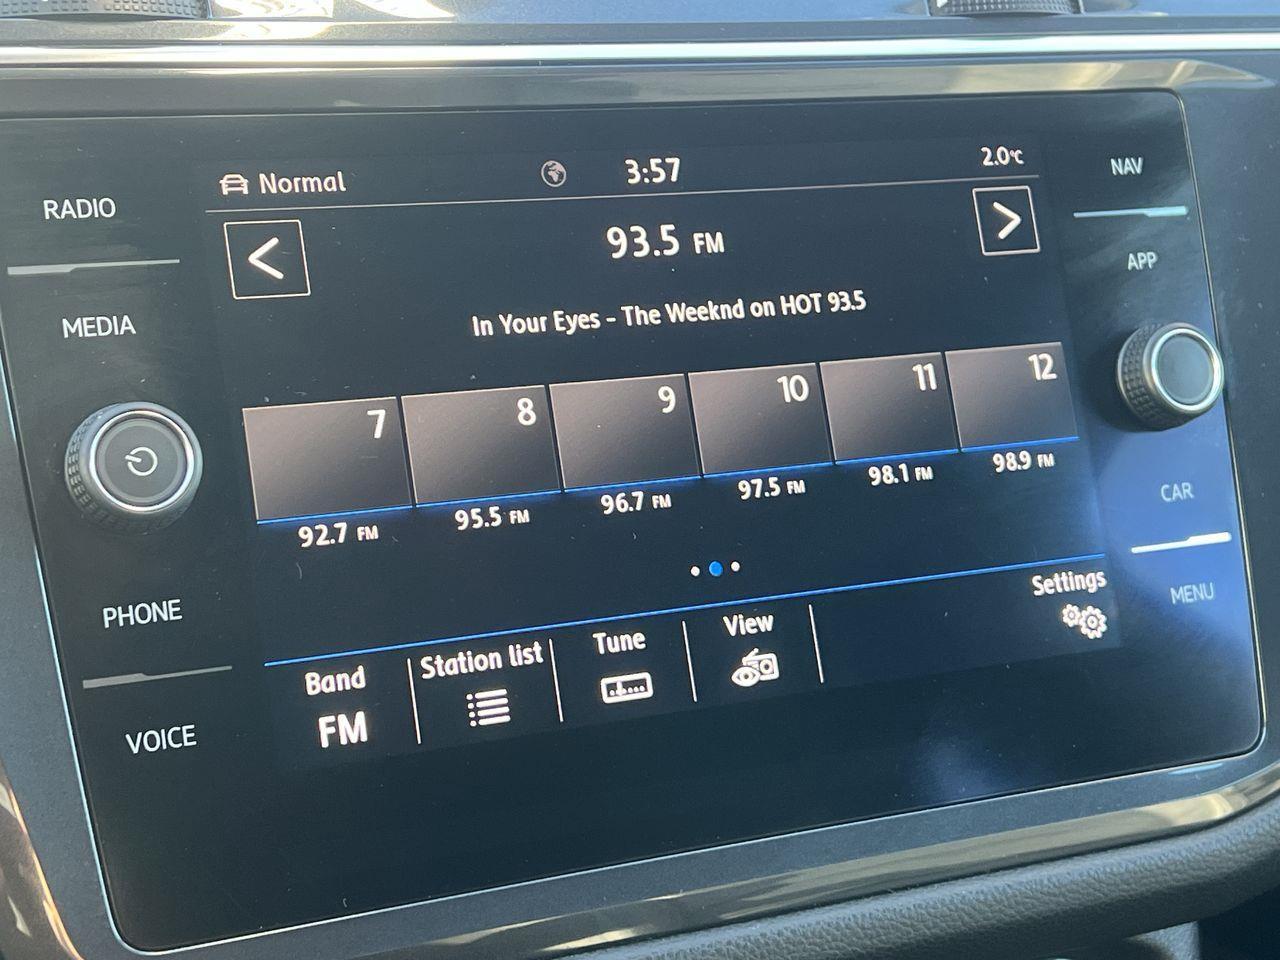 RADIO
MEDIA
PHONE
VOICE
Normal
3:57
2.0°C
93.5 FM
In Your Eyes - The Weeknd on HOT 93.5
7 8 9 10 11 12
92.7 FM 95.5 FM 96.7 FM 97.5 FM 98.1 FM 98.9 FM
Band
FM
Station list
Tune
View
Settings
NAV
APP
CAR
MENU